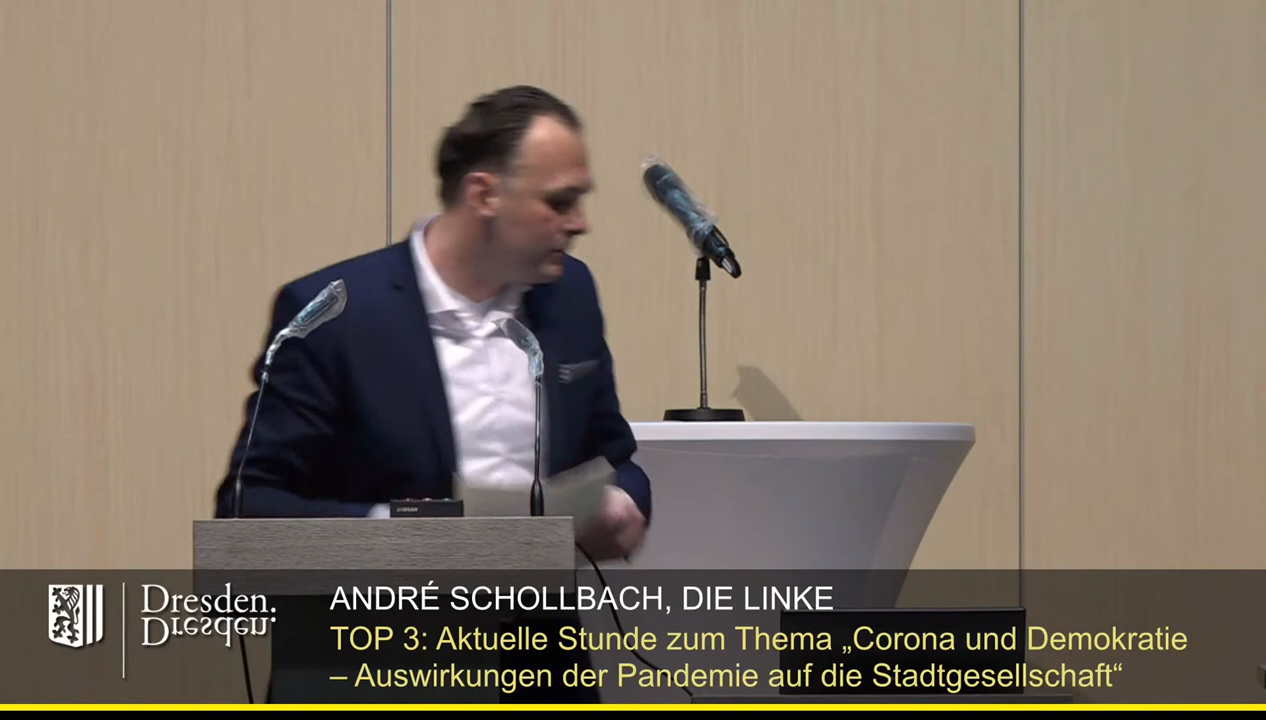 Dresden.
Dresden.
ANDRÉ SCHOLLBACH, DIE LINKE
TOP 3: Aktuelle Stunde zum Thema „Corona und Demokratie
– Auswirkungen der Pandemie auf die Stadtgesellschaft“